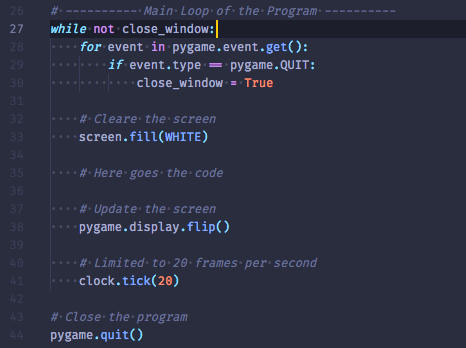 26 # ---------- Main Loop of the Program ----------
27 while not close_window:
28     for event in pygame.event.get():
29         if event.type == pygame.QUIT:
30             close_window = True
31
32     # Cleare the screen
33     screen.fill(WHITE)
34
35     # Here goes the code
36
37     # Update the screen
38     pygame.display.flip()
39
40     # Limited to 20 frames per second
41     clock.tick(20)
42
43 # Close the program
44 pygame.quit()